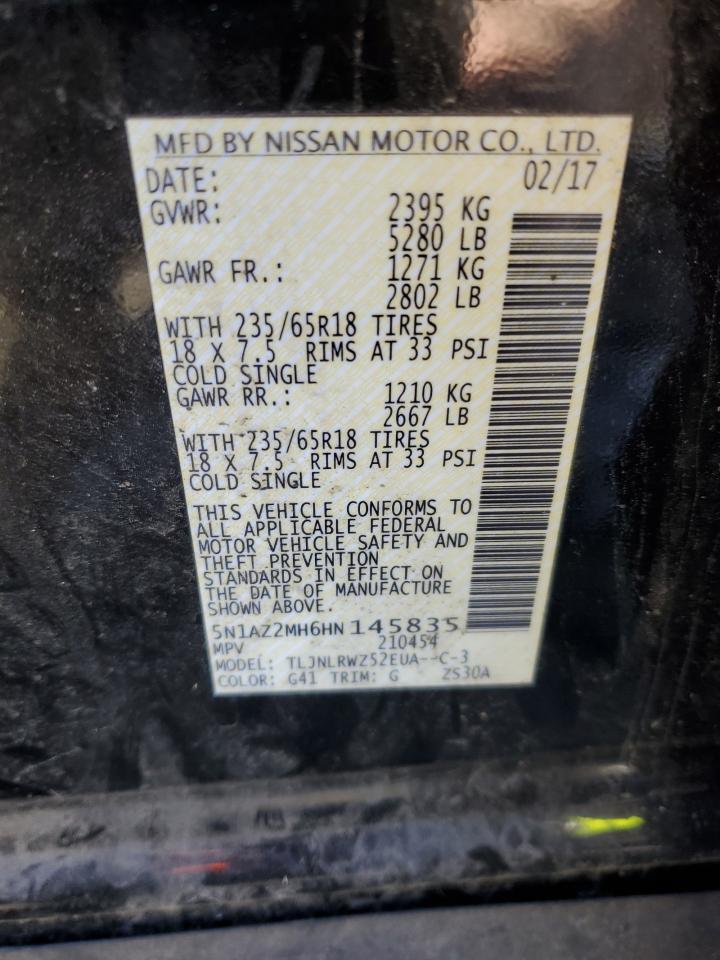 MFD BY NISSAN MOTOR CO., LTD.
DATE: 02/17
GVWR: 2395 KG
5280 LB
GAWR FR.: 1271 KG
2802 LB
WITH 235/65R18 TIRES
18 X 7.5 RIMS AT 33 PSI
COLD SINGLE
GAWR RR.: 1210 KG
2667 LB
WITH 235/65R18 TIRES
18 X 7.5 RIMS AT 33 PSI
COLD SINGLE
THIS VEHICLE CONFORMS TO
ALL APPLICABLE FEDERAL
MOTOR VEHICLE SAFETY AND
THEFT PREVENTION
STANDARDS IN EFFECT ON
THE DATE OF MANUFACTURE
SHOWN ABOVE.
5N1AZ2MH6HN145835
MPV 210454
MODEL: TLJNLRWZ52EUA--C-3
COLOR: G41 TRIM: G ZS30A